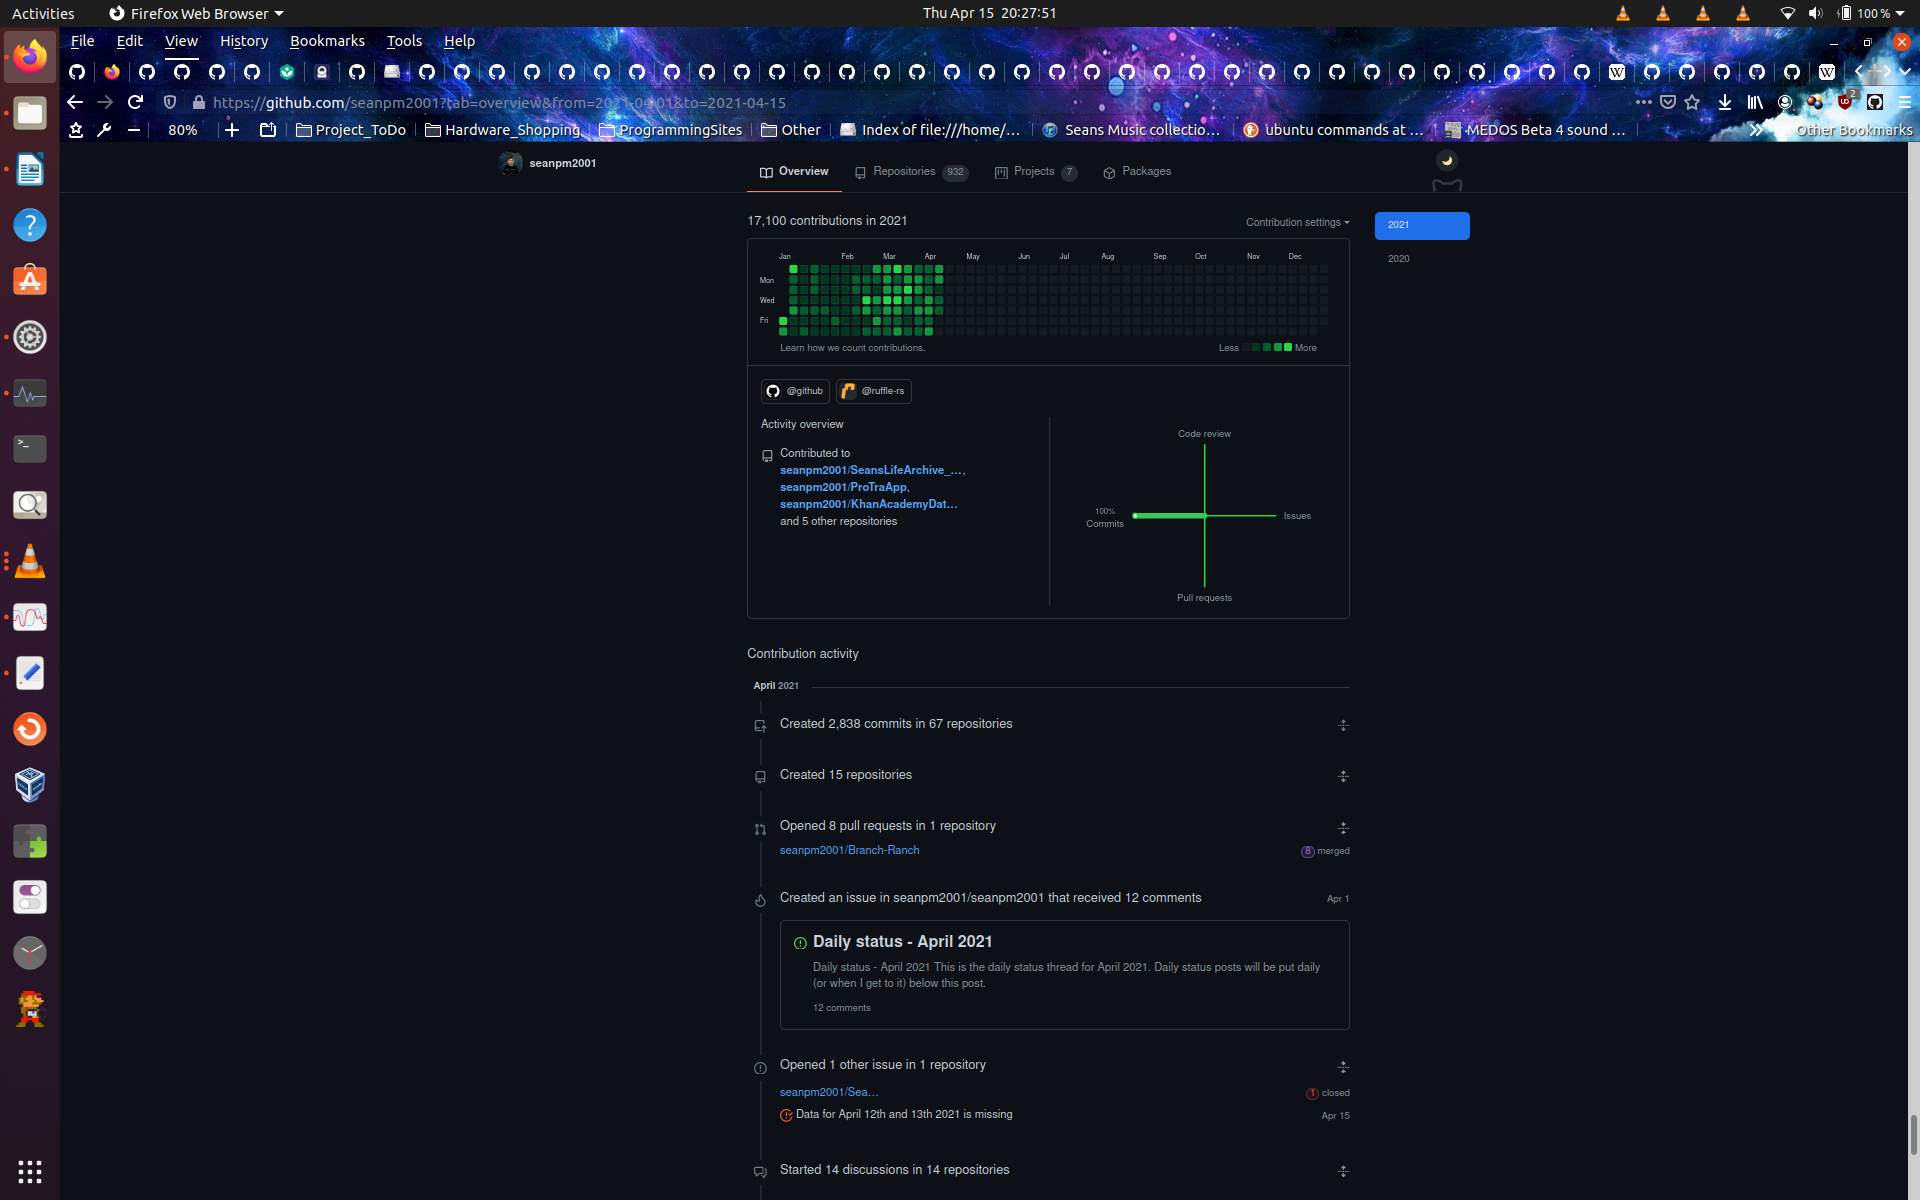 Activities
Firefox Web Browser
Thu Apr 15 20:27:51
100 %
File Edit View History Bookmarks Tools Help
https://github.com/seanpm2001?tab=overview&from=2021-04-01&to=2021-04-15
2
80%
Project_ToDo
Hardware_Shopping
ProgrammingSites
Other
Index of file:///home/…
Seans Music collectio…
ubuntu commands at …
MEDOS Beta 4 sound …
Other Bookmarks
seanpm2001
Overview
Repositories 932
Projects 7
Packages
17,100 contributions in 2021
Contribution settings
2021
2020
Jan Feb Mar Apr May Jun Jul Aug Sep Oct Nov Dec
Mon
Wed
Fri
Learn how we count contributions.
Less
More
@github
@ruffle-rs
Activity overview
Contributed to
seanpm2001/SeansLifeArchive_…,
seanpm2001/ProTraApp,
seanpm2001/KhanAcademyDat…
and 5 other repositories
Code review
100%
Commits
Issues
Pull requests
Contribution activity
April 2021
Created 2,838 commits in 67 repositories
Created 15 repositories
Opened 8 pull requests in 1 repository
seanpm2001/Branch-Ranch
8 merged
Created an issue in seanpm2001/seanpm2001 that received 12 comments
Apr 1
Daily status - April 2021
Daily status - April 2021 This is the daily status thread for April 2021. Daily status posts will be put daily
(or when I get to it) below this post.
12 comments
Opened 1 other issue in 1 repository
seanpm2001/Sea…
1 closed
Data for April 12th and 13th 2021 is missing
Apr 15
Started 14 discussions in 14 repositories